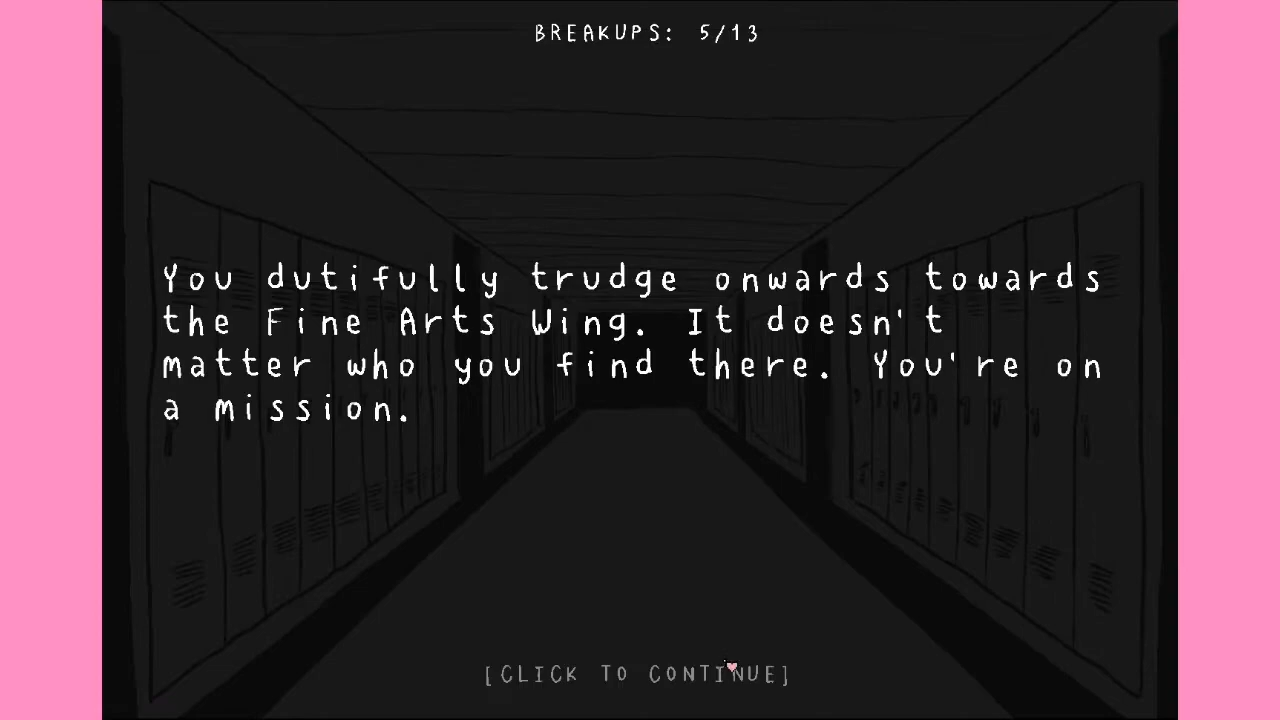 BREAKUPS: 5/13
You dutifully trudge onwards towards
the Fine Arts Wing. It doesn't
matter who you find there. You're on
a mission.
[CLICK TO CONTINUE]